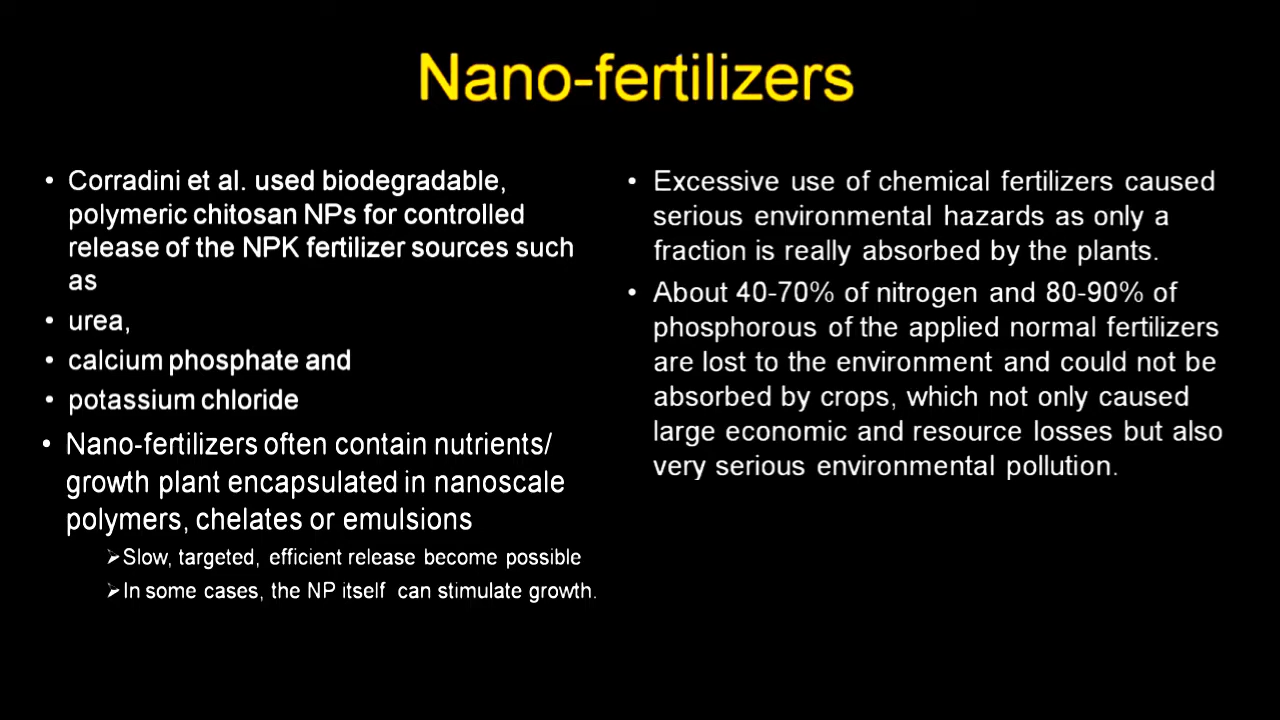 Nano-fertilizers
• Corradini et al. used biodegradable,
polymeric chitosan NPs for controlled
release of the NPK fertilizer sources such
as
• urea,
• calcium phosphate and
• potassium chloride
• Nano-fertilizers often contain nutrients/
growth plant encapsulated in nanoscale
polymers, chelates or emulsions
➢Slow, targeted, efficient release become possible
➢In some cases, the NP itself can stimulate growth.
• Excessive use of chemical fertilizers caused
serious environmental hazards as only a
fraction is really absorbed by the plants.
• About 40-70% of nitrogen and 80-90% of
phosphorous of the applied normal fertilizers
are lost to the environment and could not be
absorbed by crops, which not only caused
large economic and resource losses but also
very serious environmental pollution.